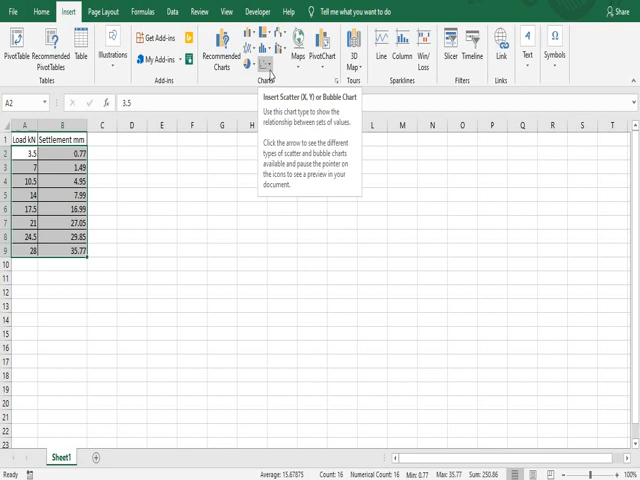 File Home Insert Page Layout Formulas Data Review View Developer Help Tell me what you want to do Share
PivotTable Recommended PivotTables Table
Get Add-ins
My Add-ins
Illustrations
Recommended Charts
Maps PivotChart
3D Map
Line Column Win/Loss
Slicer Timeline
Link
Text
Symbols
Tables Add-ins Charts Tours Sparklines Filters Links
A2 fx 3.5
Insert Scatter (X, Y) or Bubble Chart
Use this chart type to show the
relationship between sets of values.
Click the arrow to see the different
types of scatter and bubble charts
available and pause the pointer on
the icons to see a preview in your
document.
A B C D E F G H L M N O P Q R S T
1 Load kN Settlement mm
2 3.5 0.77
3 7 1.49
4 10.5 4.95
5 14 7.99
6 17.5 16.99
7 21 27.05
8 24.5 29.85
9 28 35.77
10
11
12
13
14
15
16
17
18
19
20
21
22
23
Sheet1
Ready Average: 15.67875 Count: 16 Numerical Count: 16 Min: 0.77 Max: 35.77 Sum: 250.86 100%